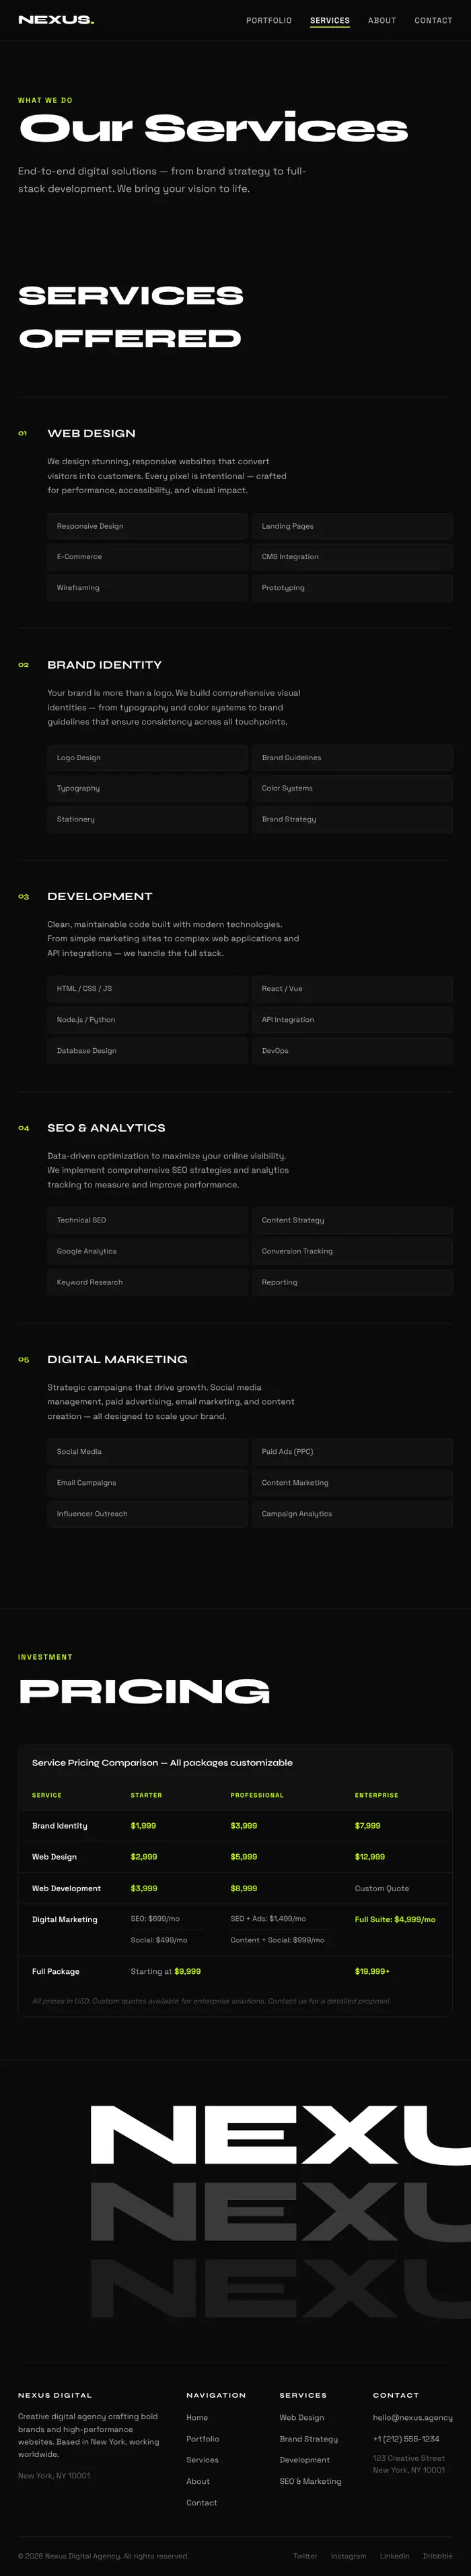 NEXUS.
PORTFOLIO
SERVICES
ABOUT
CONTACT
WHAT WE DO
Our Services
End-to-end digital solutions — from brand strategy to full-
stack development. We bring your vision to life.
SERVICES
OFFERED
01 WEB DESIGN
We design stunning, responsive websites that convert
visitors into customers. Every pixel is intentional — crafted
for performance, accessibility, and visual impact.
Responsive Design
Landing Pages
E-Commerce
CMS Integration
Wireframing
Prototyping
02 BRAND IDENTITY
Your brand is more than a logo. We build comprehensive visual
identities — from typography and color systems to brand
guidelines that ensure consistency across all touchpoints.
Logo Design
Brand Guidelines
Typography
Color Systems
Stationery
Brand Strategy
03 DEVELOPMENT
Clean, maintainable code built with modern technologies.
From simple marketing sites to complex web applications and
API integrations — we handle the full stack.
HTML / CSS / JS
React / Vue
Node.js / Python
API Integration
Database Design
DevOps
04 SEO & ANALYTICS
Data-driven optimization to maximize your online visibility.
We implement comprehensive SEO strategies and analytics
tracking to measure and improve performance.
Technical SEO
Content Strategy
Google Analytics
Conversion Tracking
Keyword Research
Reporting
05 DIGITAL MARKETING
Strategic campaigns that drive growth. Social media
management, paid advertising, email marketing, and content
creation — all designed to scale your brand.
Social Media
Paid Ads (PPC)
Email Campaigns
Content Marketing
Influencer Outreach
Campaign Analytics
INVESTMENT
PRICING
Service Pricing Comparison — All packages customizable
SERVICE STARTER PROFESSIONAL ENTERPRISE
Brand Identity $1,999 $3,999 $7,999
Web Design $2,999 $5,999 $12,999
Web Development $3,999 $8,999 Custom Quote
Digital Marketing SEO: $699/mo SEO + Ads: $1,499/mo Full Suite: $4,999/mo
Social: $499/mo Content + Social: $999/mo
Full Package Starting at $9,999 $19,999+
All prices in USD. Custom quotes available for enterprise solutions. Contact us for a detailed proposal.
NEXU
NEXU
NEXU
NEXUS DIGITAL
Creative digital agency crafting bold
brands and high-performance
websites. Based in New York, working
worldwide.
New York, NY 10001
NAVIGATION
Home
Portfolio
Services
About
Contact
SERVICES
Web Design
Brand Strategy
Development
SEO & Marketing
CONTACT
hello@nexus.agency
+1 (212) 555-1234
123 Creative Street
New York, NY 10001
© 2026 Nexus Digital Agency. All rights reserved.
Twitter
Instagram
LinkedIn
Dribbble